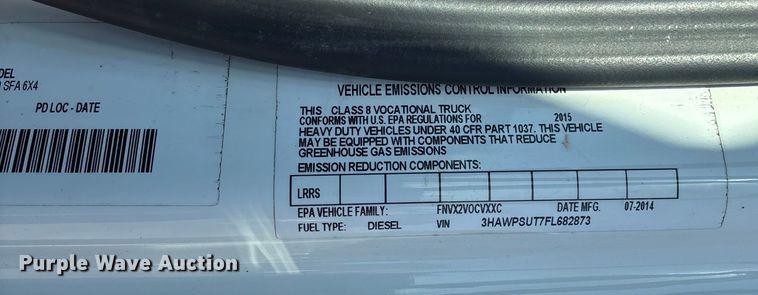 DEL
SFA 6X4
PD LOC - DATE
VEHICLE EMISSIONS CONTROL INFORMATION
THIS CLASS 8 VOCATIONAL TRUCK
CONFORMS WITH U.S. EPA REGULATIONS FOR 2015
HEAVY DUTY VEHICLES UNDER 40 CFR PART 1037. THIS VEHICLE
MAY BE EQUIPPED WITH COMPONENTS THAT REDUCE
GREENHOUSE GAS EMISSIONS
EMISSION REDUCTION COMPONENTS:
LRRS
EPA VEHICLE FAMILY: FNVX2VOCVXXC DATE MFG. 07-2014
FUEL TYPE: DIESEL VIN 3HAWPSUT7FL682873
Purple Wave Auction